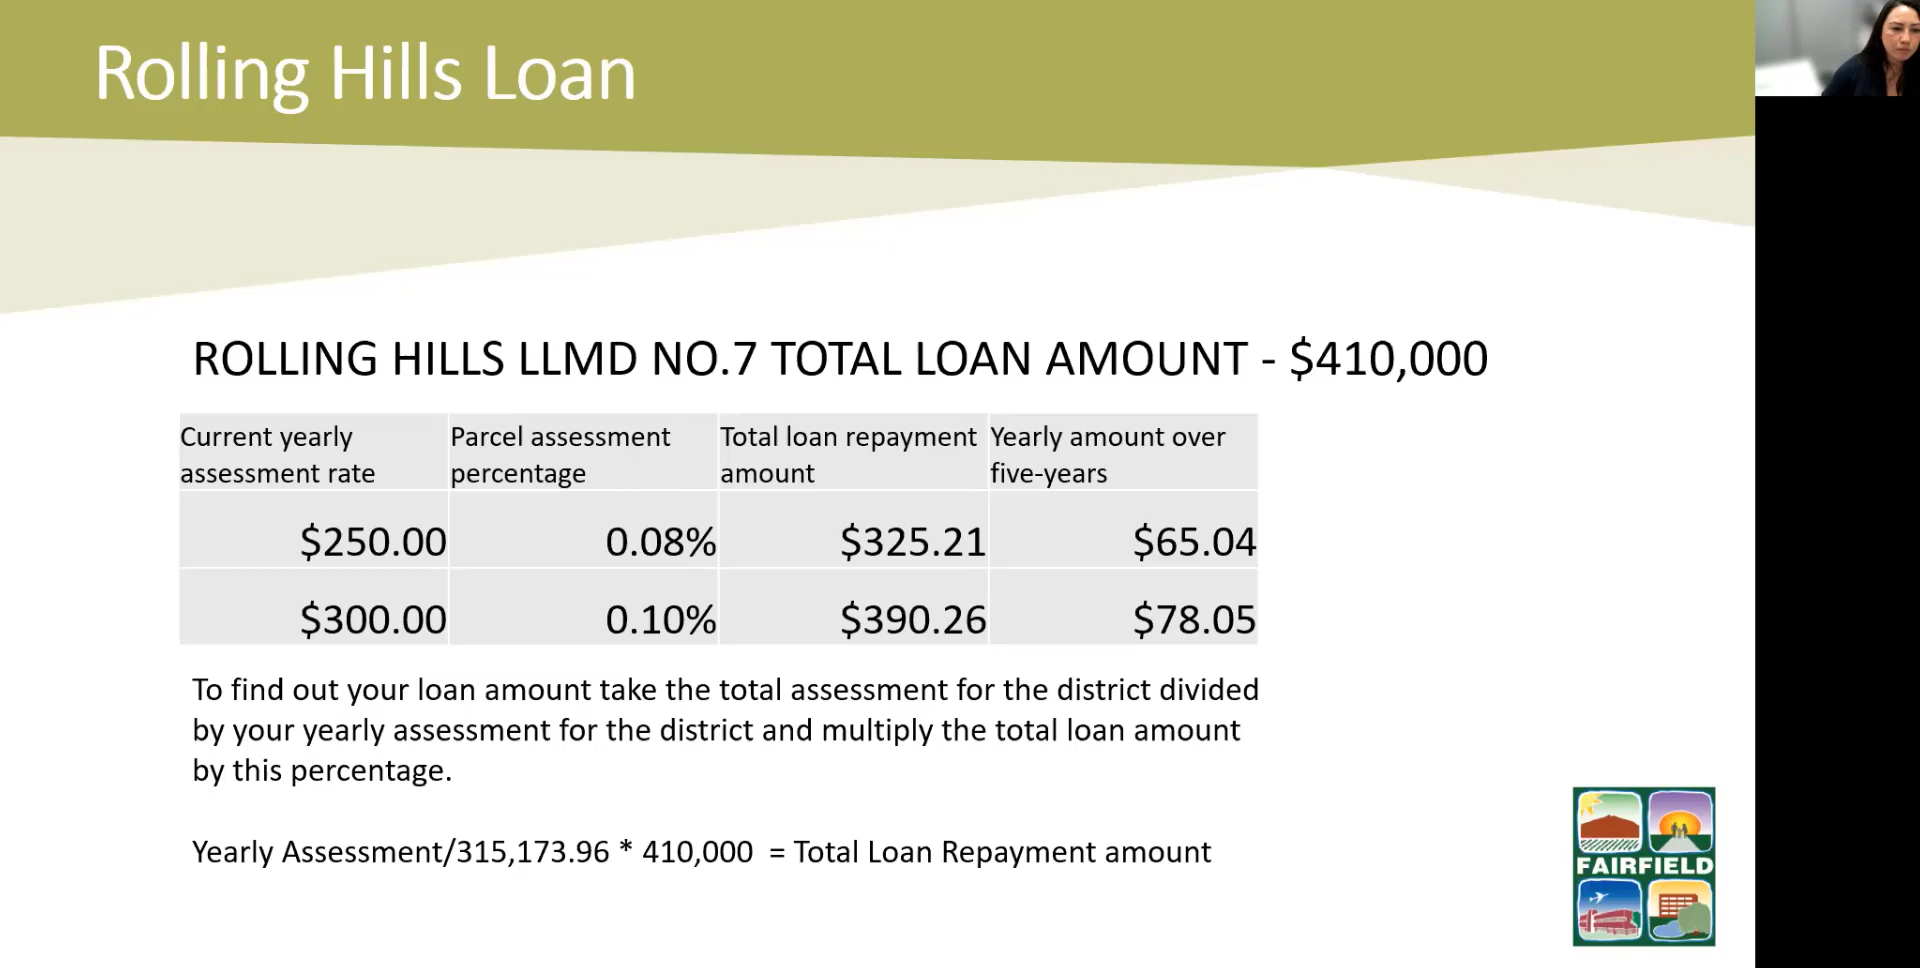 Rolling Hills Loan
ROLLING HILLS LLMD NO.7 TOTAL LOAN AMOUNT - $410,000
Current yearly assessment rate
Parcel assessment percentage
Total loan repayment amount
Yearly amount over five-years
$250.00 0.08% $325.21 $65.04
$300.00 0.10% $390.26 $78.05
To find out your loan amount take the total assessment for the district divided
by your yearly assessment for the district and multiply the total loan amount
by this percentage.
Yearly Assessment/315,173.96 * 410,000 = Total Loan Repayment amount
FAIRFIELD